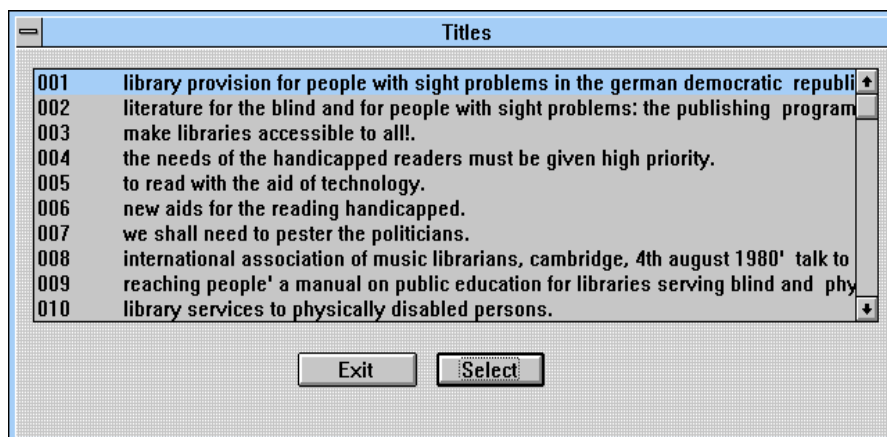 Titles
001 library provision for people with sight problems in the german democratic republi
002 literature for the blind and for people with sight problems: the publishing program
003 make libraries accessible to all!.
004 the needs of the handicapped readers must be given high priority.
005 to read with the aid of technology.
006 new aids for the reading handicapped.
007 we shall need to pester the politicians.
008 international association of music librarians, cambridge, 4th august 1980' talk to
009 reaching people' a manual on public education for libraries serving blind and phy
010 library services to physically disabled persons.
Exit Select